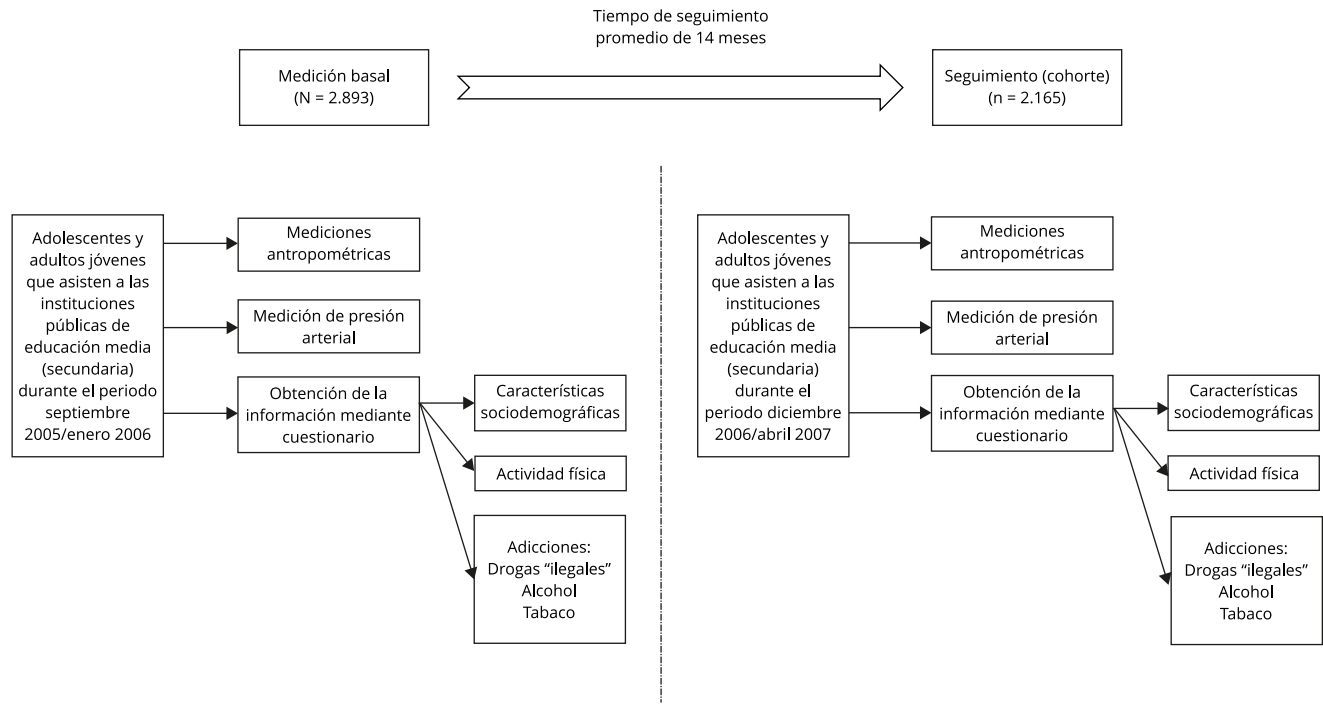 Tiempo de seguimiento
promedio de 14 meses
Medición basal
(N = 2.893)
Seguimiento (cohorte)
(n = 2.165)
Adolescentes y
adultos jóvenes
que asisten a las
instituciones
públicas de
educación media
(secundaria)
durante el periodo
septiembre
2005/enero 2006
Mediciones
antropométricas
Medición de presión
arterial
Obtención de la
información mediante
cuestionario
Características
sociodemográficas
Actividad física
Adicciones:
Drogas “ilegales”
Alcohol
Tabaco
Adolescentes y
adultos jóvenes
que asisten a las
instituciones
públicas de
educación media
(secundaria)
durante el
periodo diciembre
2006/abril 2007
Mediciones
antropométricas
Medición de presión
arterial
Obtención de la
información mediante
cuestionario
Características
sociodemográficas
Actividad física
Adicciones:
Drogas “ilegales”
Alcohol
Tabaco